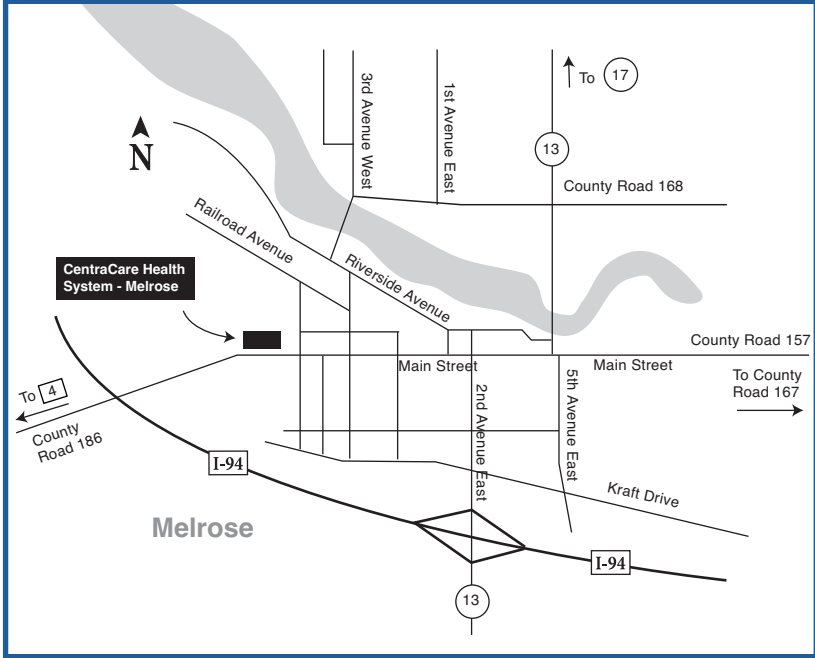 To 17
3rd Avenue West
1st Avenue East
13
N
County Road 168
Railroad Avenue
CentraCare Health
System - Melrose
Riverside Avenue
County Road 157
Main Street
Main Street
To County
Road 167
To 4
County
Road 186
2nd Avenue East
5th Avenue East
I-94
Kraft Drive
Melrose
I-94
13